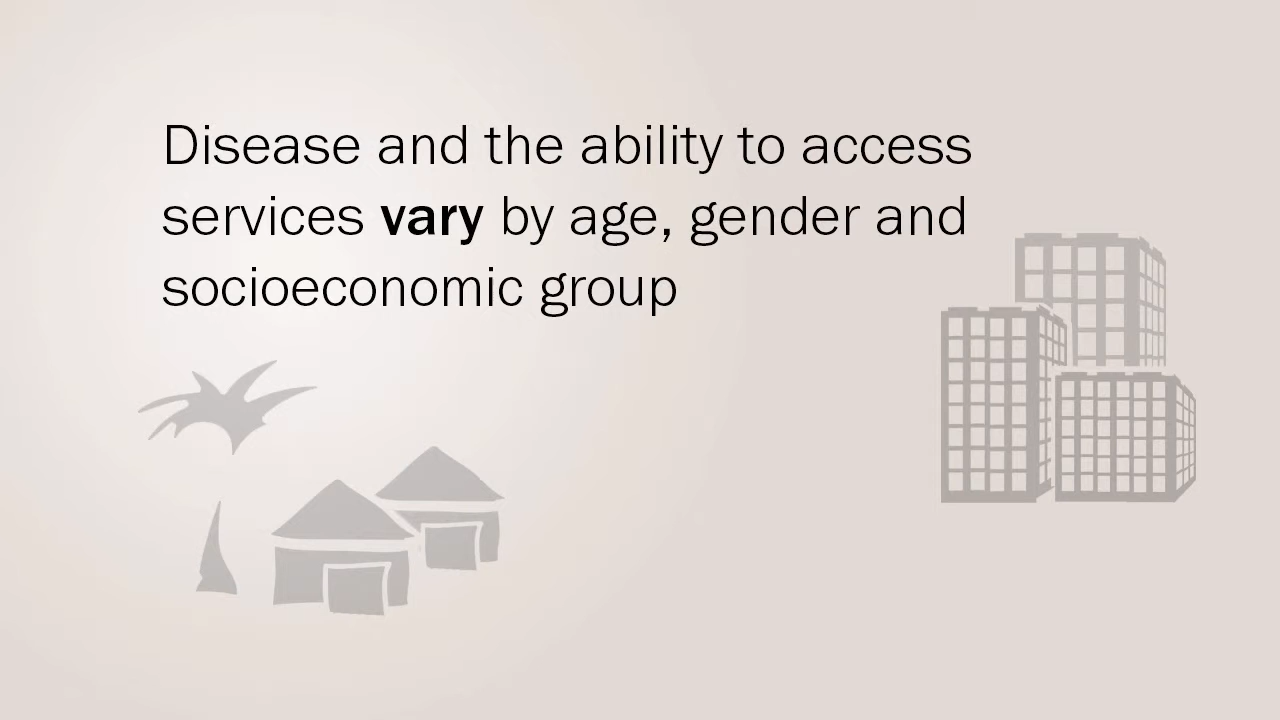 Disease and the ability to access
services vary by age, gender and
socioeconomic group